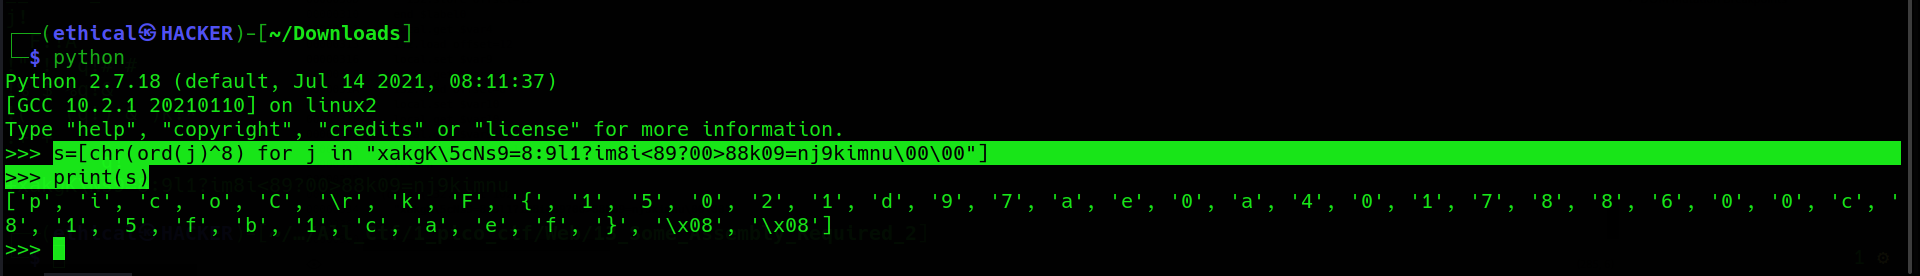 (ethical㉿HACKER)-[~/Downloads]
$ python
Python 2.7.18 (default, Jul 14 2021, 08:11:37)
[GCC 10.2.1 20210110] on linux2
Type "help", "copyright", "credits" or "license" for more information.
>>> s=[chr(ord(j)^8) for j in "xakgK\5cNs9=8:9l1?im8i<89?00>88k09=nj9kimnu\00\00"]
>>> print(s)
['p', 'i', 'c', 'o', 'C', '\r', 'k', 'F', '{', '1', '5', '0', '2', '1', 'd', '9', '7', 'a', 'e', '0', 'a', '4', '0', '1', '7', '8', '8', '6', '0', '0', 'c', '
8', '1', '5', 'f', 'b', '1', 'c', 'a', 'e', 'f', '}', '\x08', '\x08']
>>>